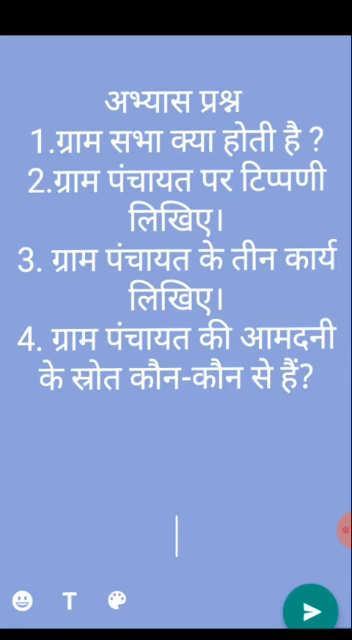 अभ्यास प्रश्न
1.ग्राम सभा क्या होती है ?
2.ग्राम पंचायत पर टिप्पणी
लिखिए।
3. ग्राम पंचायत के तीन कार्य
लिखिए।
4. ग्राम पंचायत की आमदनी
के स्रोत कौन-कौन से हैं?
T